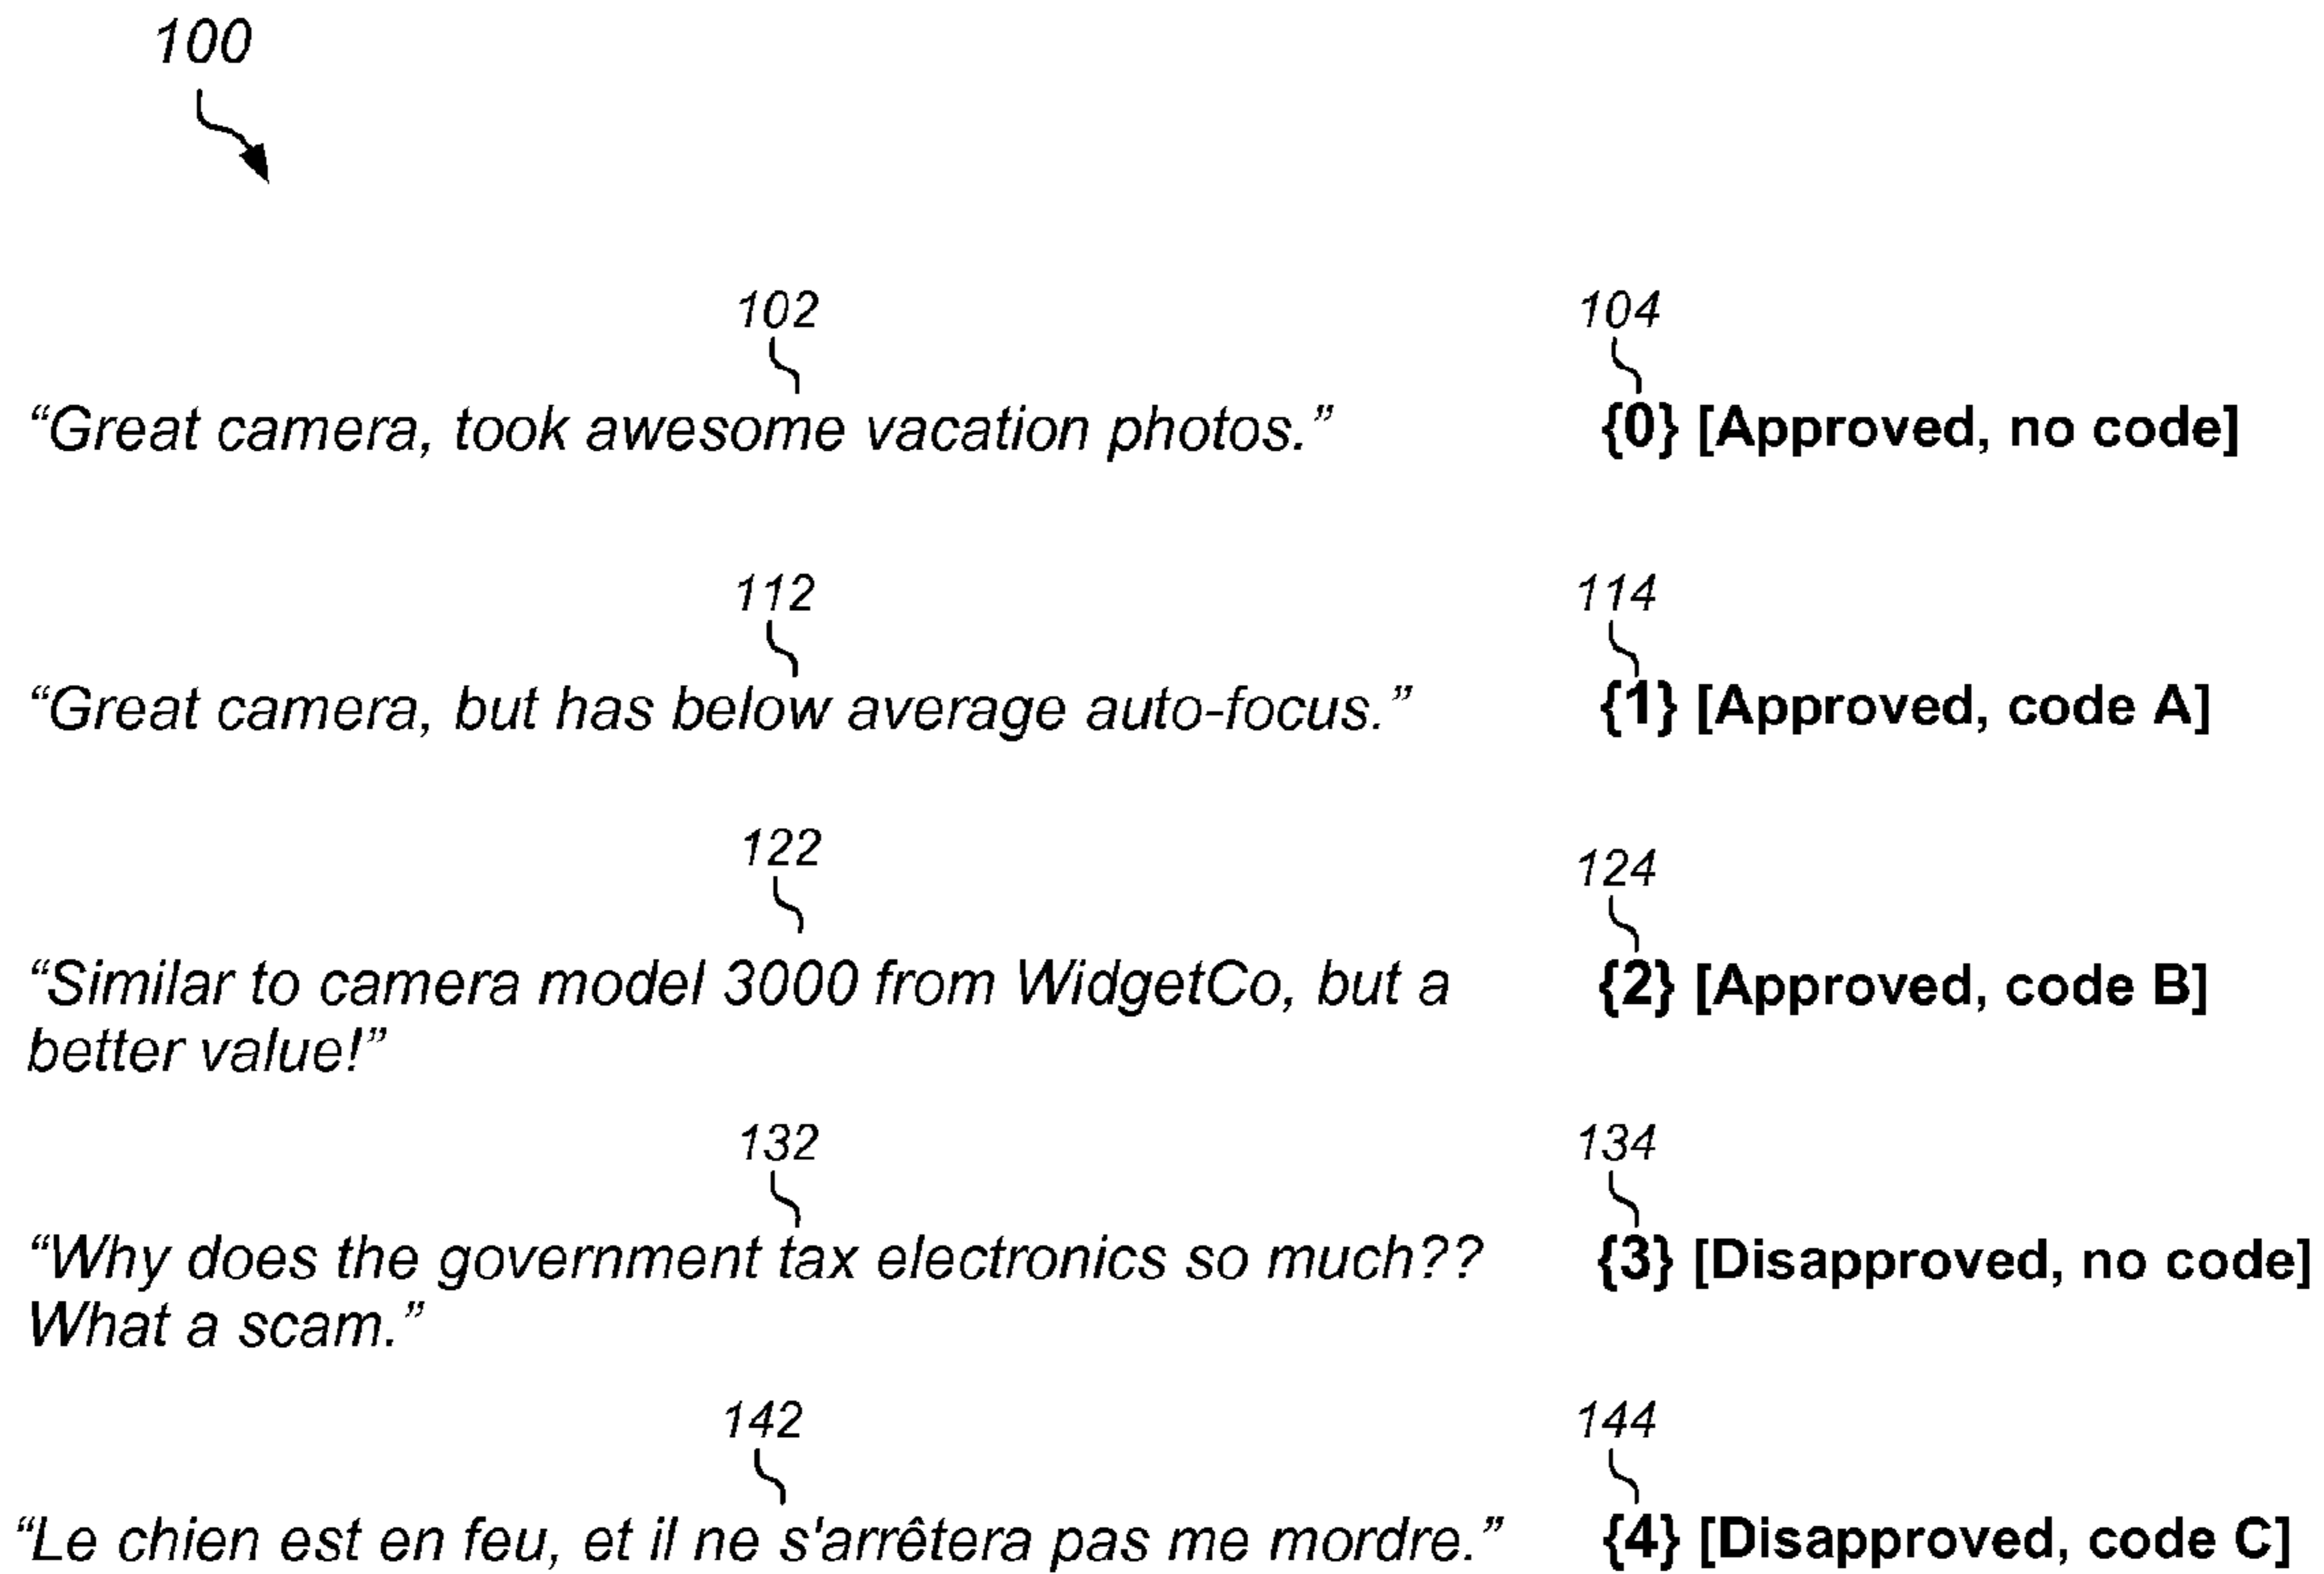 100
102 104
“Great camera, took awesome vacation photos.” {0} [Approved, no code]
112 114
“Great camera, but has below average auto-focus.” {1} [Approved, code A]
122 124
“Similar to camera model 3000 from WidgetCo, but a {2} [Approved, code B]
better value!”
132 134
“Why does the government tax electronics so much?? {3} [Disapproved, no code]
What a scam.”
142 144
“Le chien est en feu, et il ne s'arrêtera pas me mordre.” {4} [Disapproved, code C]